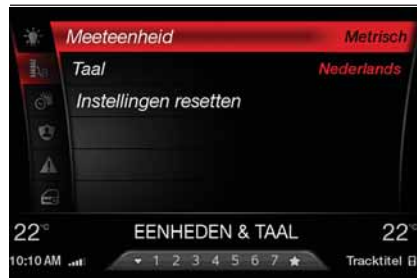 Meeteenheid Metrisch
Taal Nederlands
Instellingen resetten
22°c EENHEDEN & TAAL 22°c
10:10 AM 1 2 3 4 5 6 7 Tracktitel